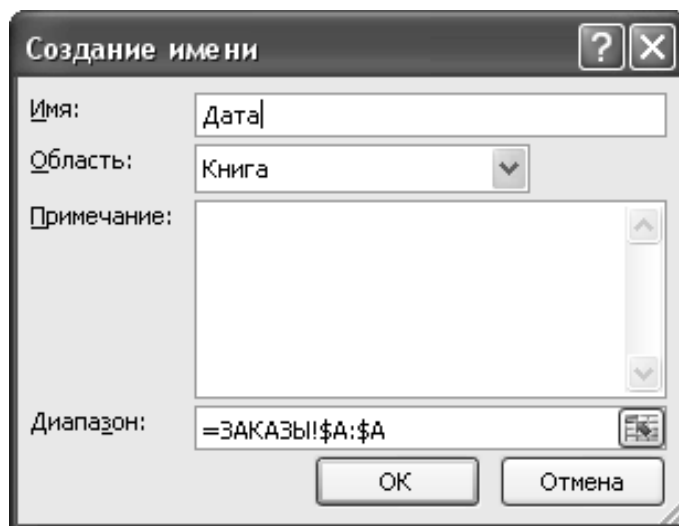 Создание имени
Имя: Дата
Область: Книга
Примечание:
Диапазон: =ЗАКАЗЫ!$A:$A
ОК Отмена